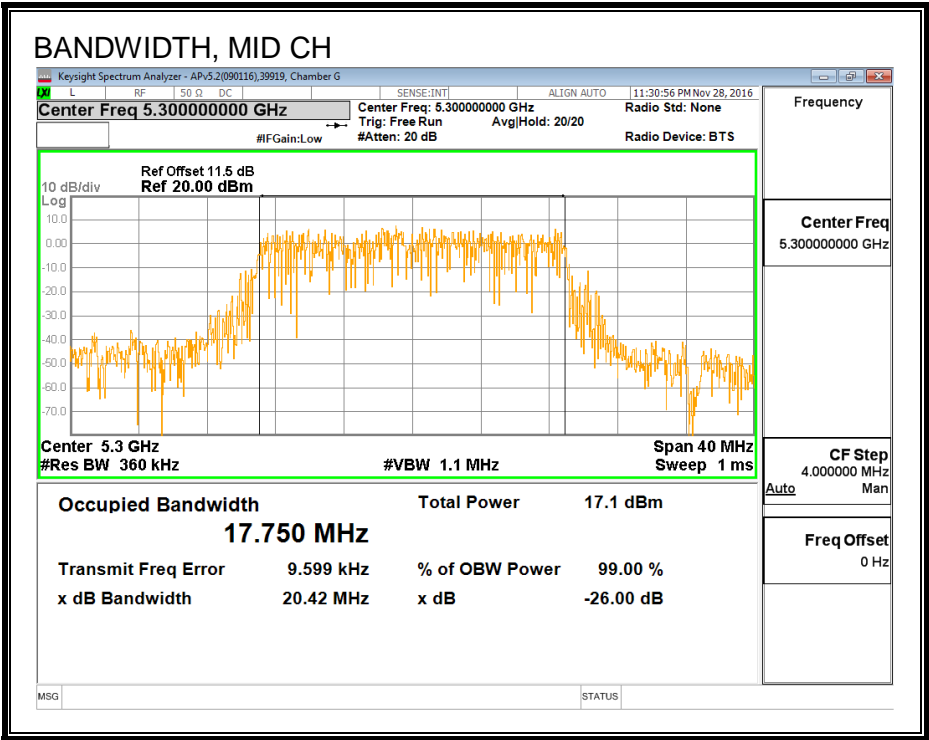 BANDWIDTH, MID CH
Keysight Spectrum Analyzer - APv5.2(090116),39919, Chamber G
LXI L RF 50 Ω DC SENSE:INT ALIGN AUTO 11:30:56 PM Nov 28, 2016
Center Freq 5.300000000 GHz
Center Freq: 5.300000000 GHz
Radio Std: None
Trig: Free Run Avg|Hold: 20/20
#IFGain:Low
#Atten: 20 dB
Radio Device: BTS
Frequency
Ref Offset 11.5 dB
10 dB/div Ref 20.00 dBm
Log
10.0
0.00
-10.0
-20.0
-30.0
-40.0
-50.0
-60.0
-70.0
Center 5.3 GHz Span 40 MHz
#Res BW 360 kHz #VBW 1.1 MHz Sweep 1 ms
Center Freq
5.300000000 GHz
CF Step
4.000000 MHz
Auto Man
Freq Offset
0 Hz
Occupied Bandwidth Total Power 17.1 dBm
17.750 MHz
Transmit Freq Error 9.599 kHz % of OBW Power 99.00 %
x dB Bandwidth 20.42 MHz x dB -26.00 dB
MSG STATUS